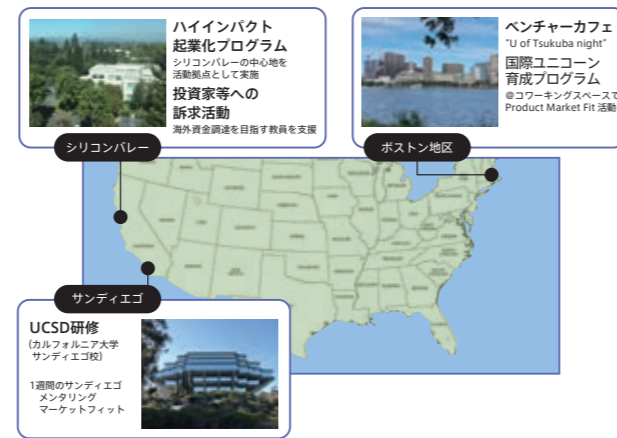 ハイインパクト
起業化プログラム
シリコンバレーの中心地を
活動拠点として実施
投資家等への
訴求活動
海外資金調達を目指す教員を支援
シリコンバレー
ベンチャーカフェ
"U of Tsukuba night"
国際ユニコーン
育成プログラム
@コワーキングスペースで
Product Market Fit 活動
ボストン地区
サンディエゴ
UCSD研修
(カルフォルニア大学
サンディエゴ校)
1週間のサンディエゴ
メンタリング
マーケットフィット